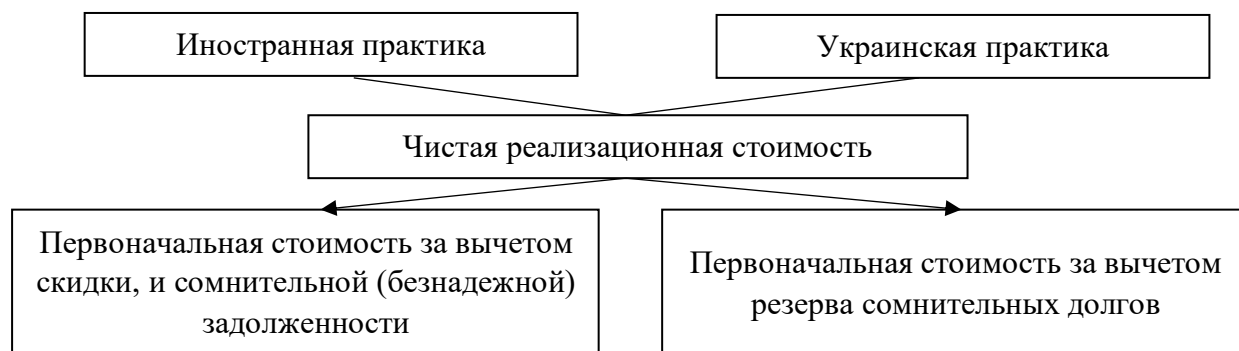 Иностранная практика
Украинская практика
Чистая реализационная стоимость
Первоначальная стоимость за вычетом
скидки, и сомнительной (безнадежной)
задолженности
Первоначальная стоимость за вычетом
резерва сомнительных долгов